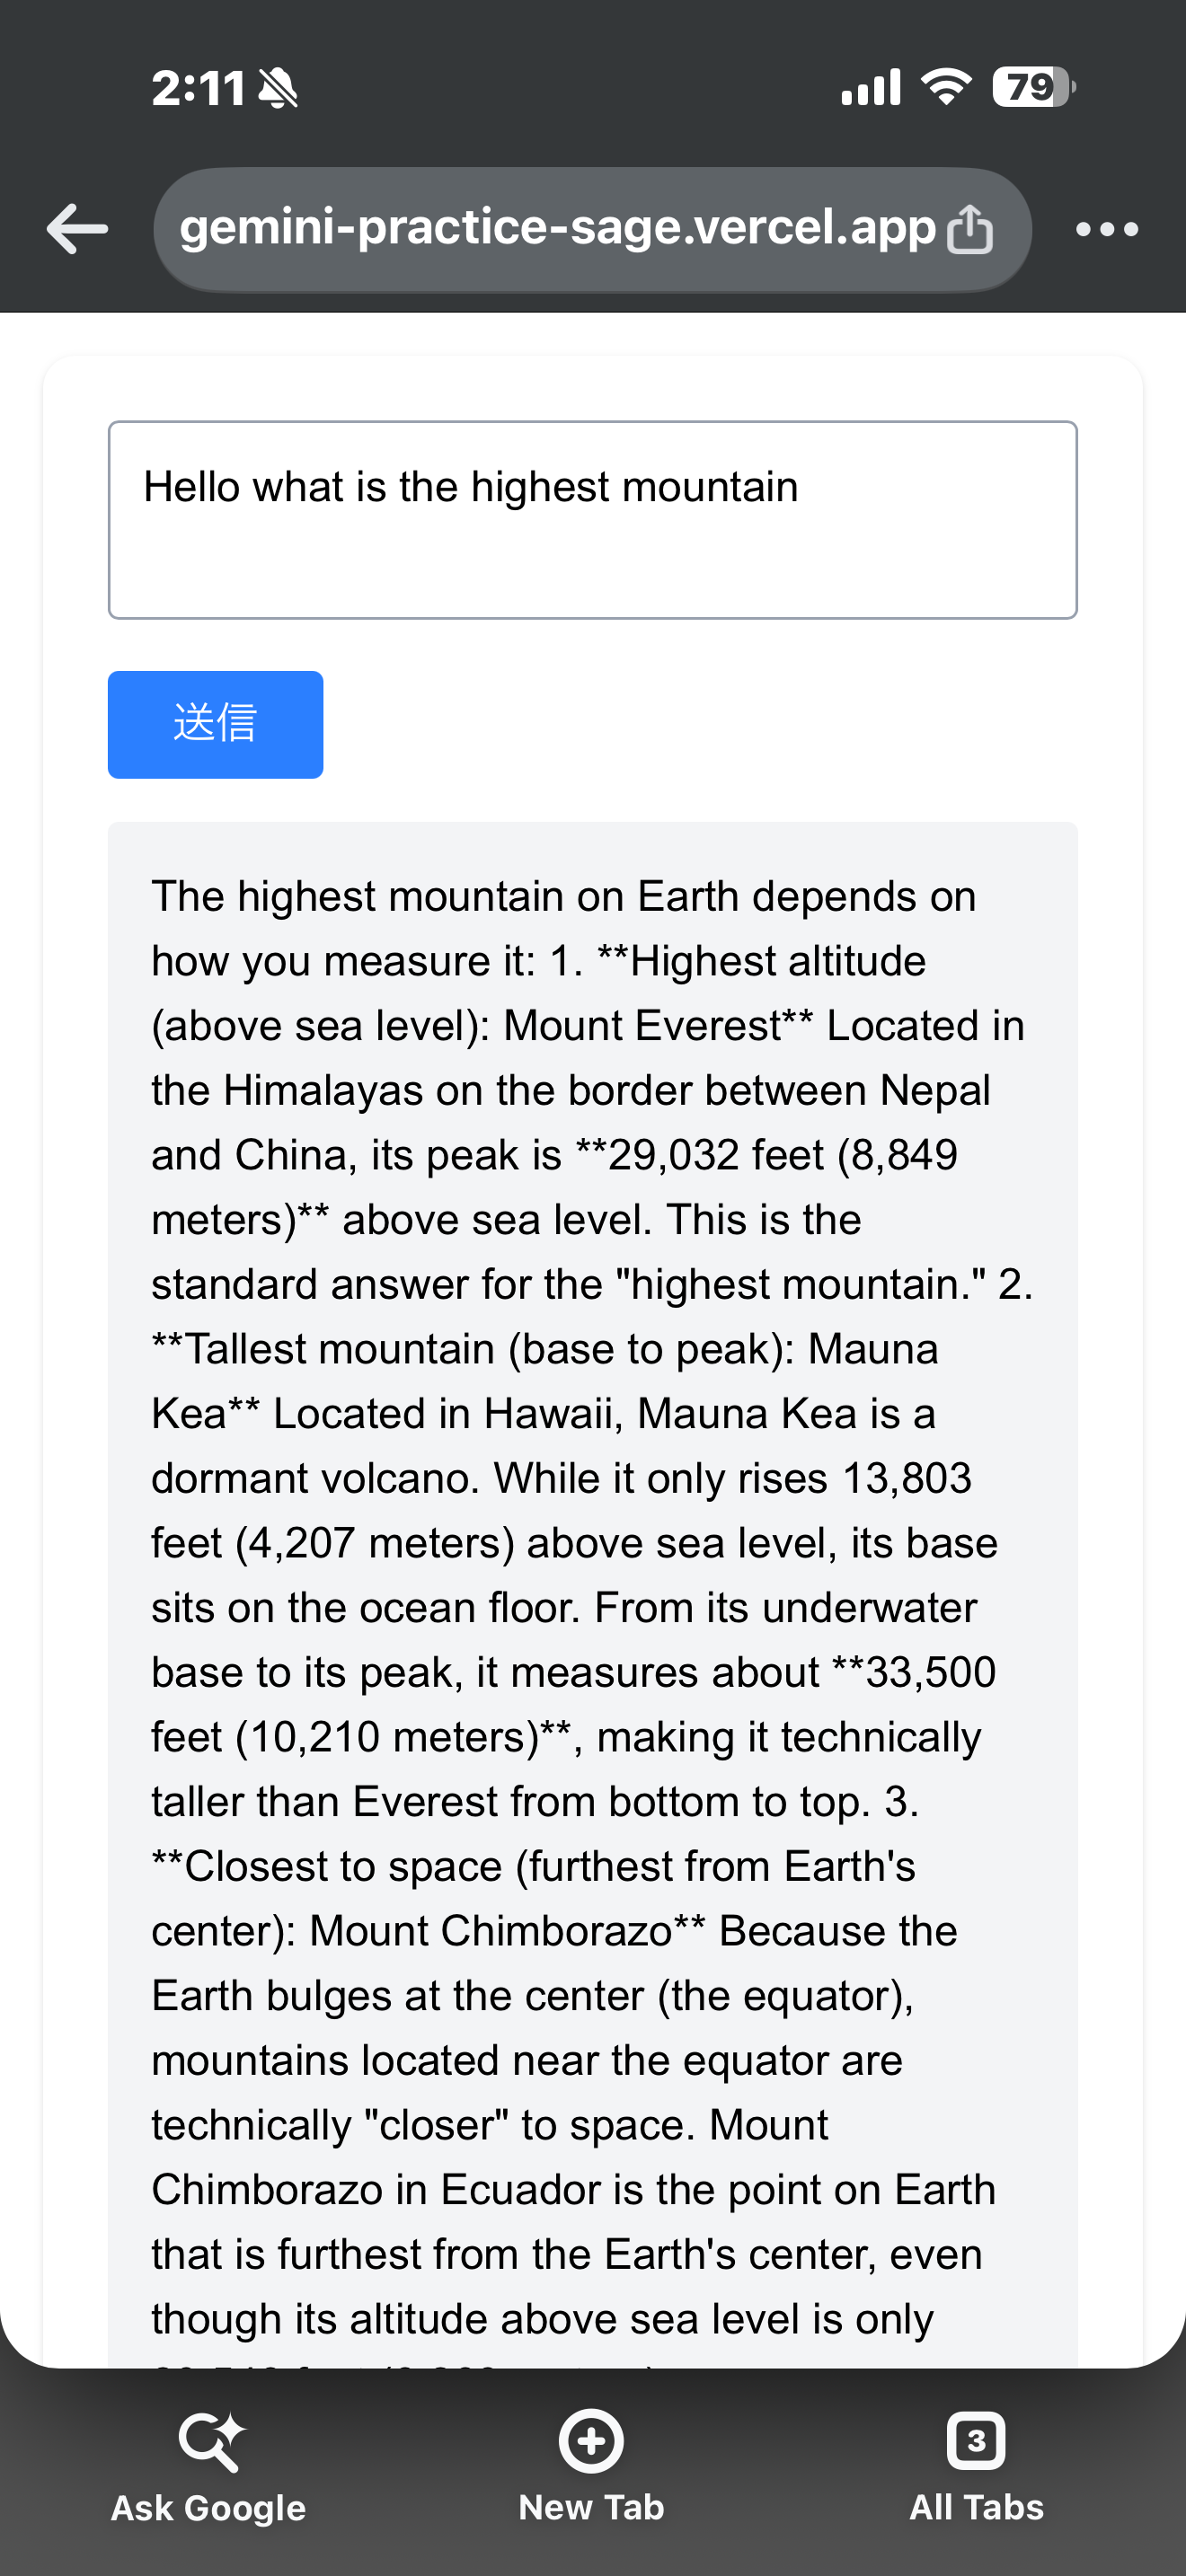 2:11
79
gemini-practice-sage.vercel.app
Hello what is the highest mountain
送信
The highest mountain on Earth depends on
how you measure it: 1. **Highest altitude
(above sea level): Mount Everest** Located in
the Himalayas on the border between Nepal
and China, its peak is **29,032 feet (8,849
meters)** above sea level. This is the
standard answer for the "highest mountain." 2.
**Tallest mountain (base to peak): Mauna
Kea** Located in Hawaii, Mauna Kea is a
dormant volcano. While it only rises 13,803
feet (4,207 meters) above sea level, its base
sits on the ocean floor. From its underwater
base to its peak, it measures about **33,500
feet (10,210 meters)**, making it technically
taller than Everest from bottom to top. 3.
**Closest to space (furthest from Earth's
center): Mount Chimborazo** Because the
Earth bulges at the center (the equator),
mountains located near the equator are
technically "closer" to space. Mount
Chimborazo in Ecuador is the point on Earth
that is furthest from the Earth's center, even
though its altitude above sea level is only
Ask Google
New Tab
3
All Tabs